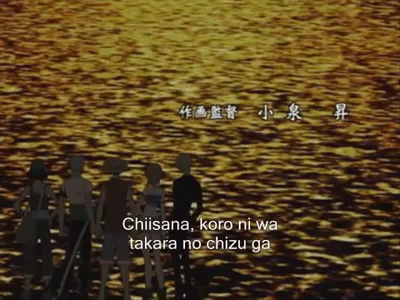 作画監督 小泉 昇
Chiisana, koro ni wa
takara no chizu ga